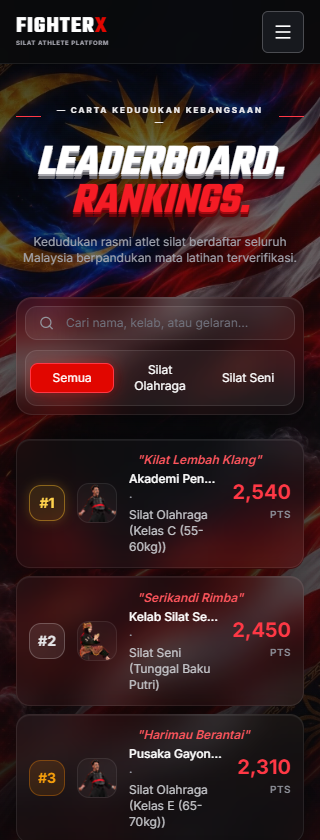 FIGHTERX
SILAT ATHLETE PLATFORM
— CARTA KEDUDUKAN KEBANGSAAN
—
LEADERBOARD.
RANKINGS.
Kedudukan rasmi atlet silat berdaftar seluruh
Malaysia berpandukan mata latihan terverifikasi.
Cari nama, kelab, atau gelaran...
Semua
Silat
Olahraga
Silat Seni
#1
"Kilat Lembah Klang"
Akademi Pen...
·
Silat Olahraga
(Kelas C (55-
60kg))
2,540
PTS
#2
"Serikandi Rimba"
Kelab Silat Se...
·
Silat Seni
(Tunggal Baku
Putri)
2,450
PTS
#3
"Harimau Berantai"
Pusaka Gayon...
·
Silat Olahraga
(Kelas E (65-
70kg))
2,310
PTS